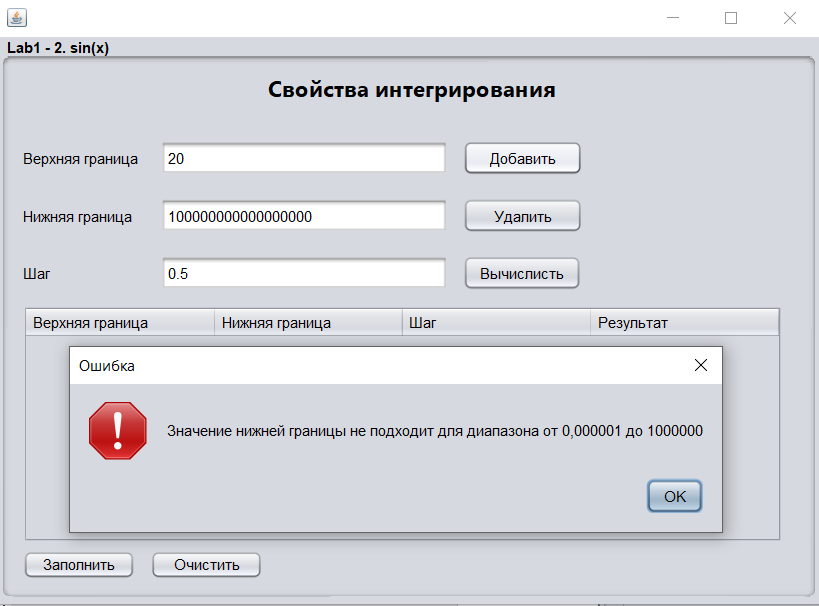 Lab1 - 2. sin(x)
Свойства интегрирования
Верхняя граница 20 Добавить
Нижняя граница 100000000000000000 Удалить
Шаг 0.5 Вычислисть
Верхняя граница Нижняя граница Шаг Результат
Ошибка
Значение нижней границы не подходит для диапазона от 0,000001 до 1000000
OK
Заполнить Очистить